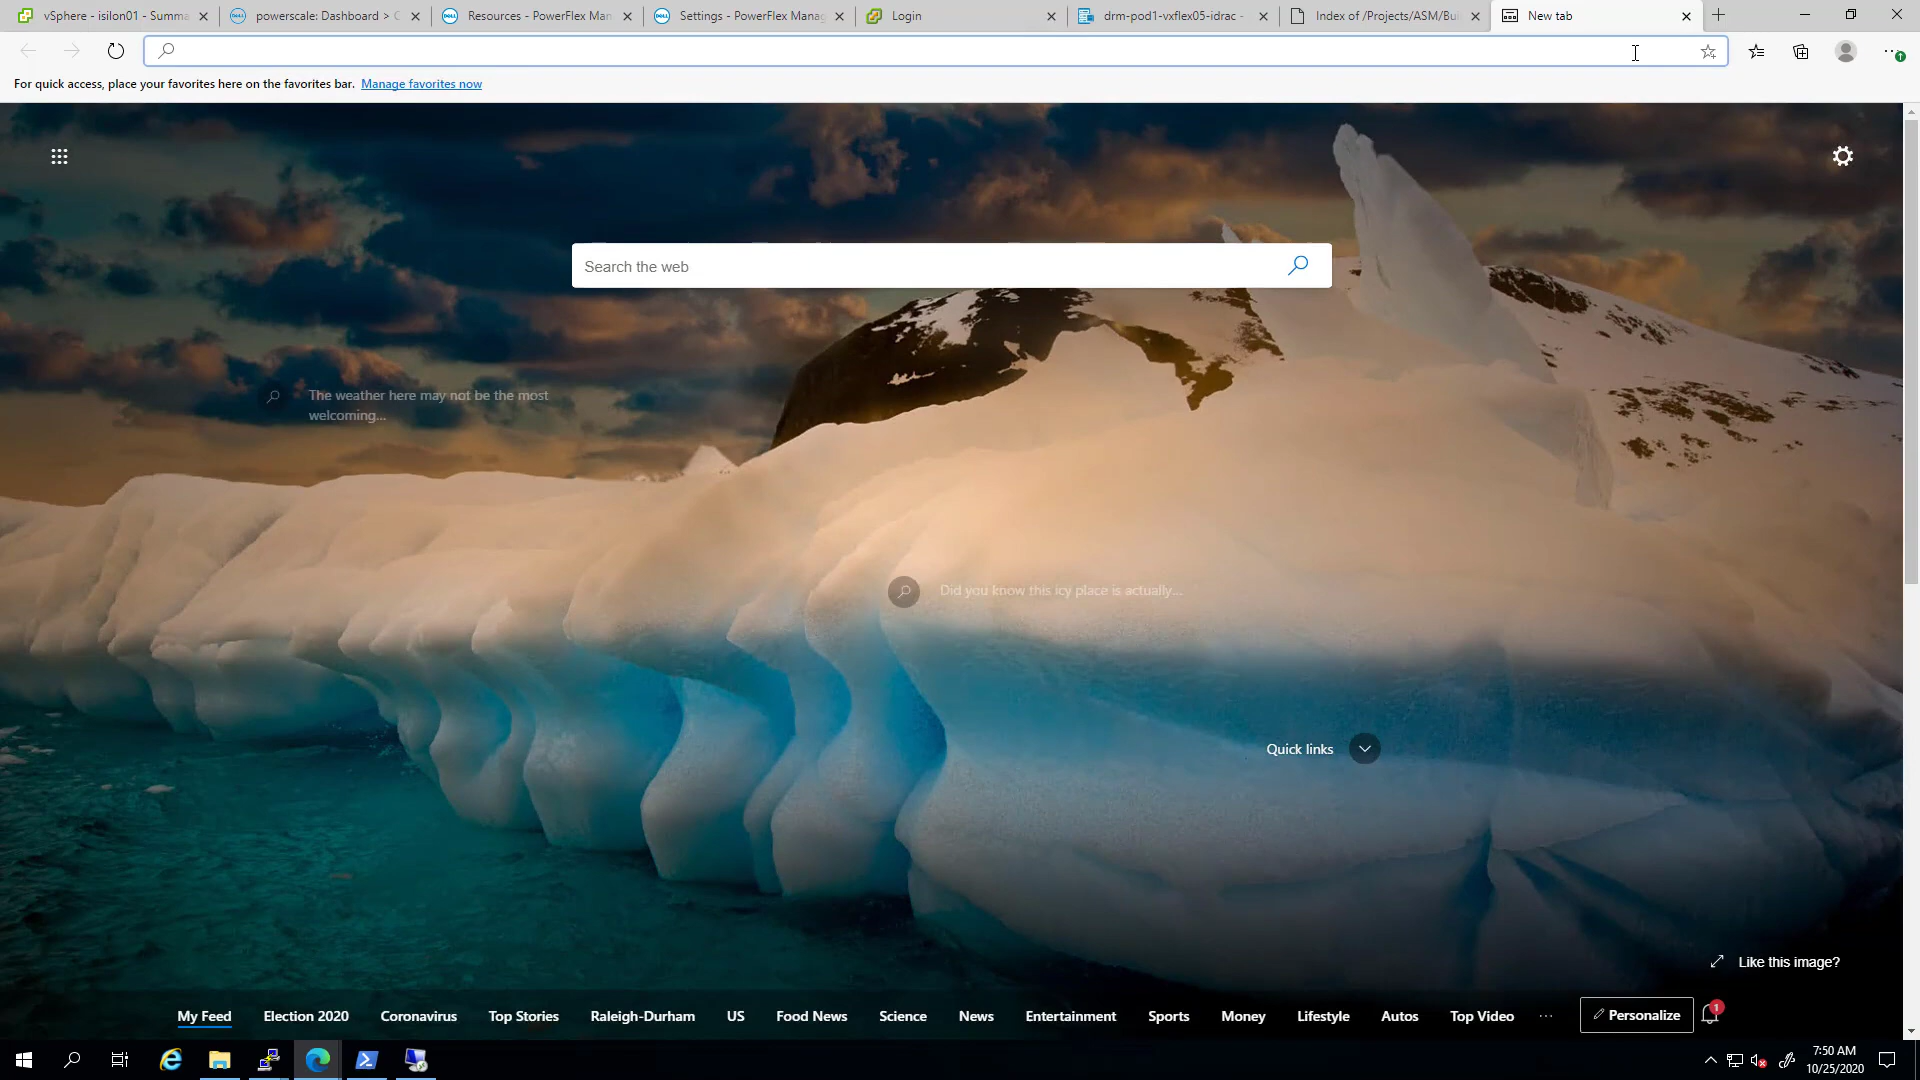 vSphere - isilon01 - Summa
powerscale: Dashboard > C
Resources - PowerFlex Man
Settings - PowerFlex Manag
Login
drm-pod1-vxflex05-idrac -
Index of /Projects/ASM/Bui
New tab
For quick access, place your favorites here on the favorites bar. Manage favorites now
Search the web
The weather here may not be the most
welcoming...
Did you know this icy place is actually...
Quick links
Like this image?
My Feed Election 2020 Coronavirus Top Stories Raleigh-Durham US Food News Science News Entertainment Sports Money Lifestyle Autos Top Video ... Personalize 1
7:50 AM
10/25/2020